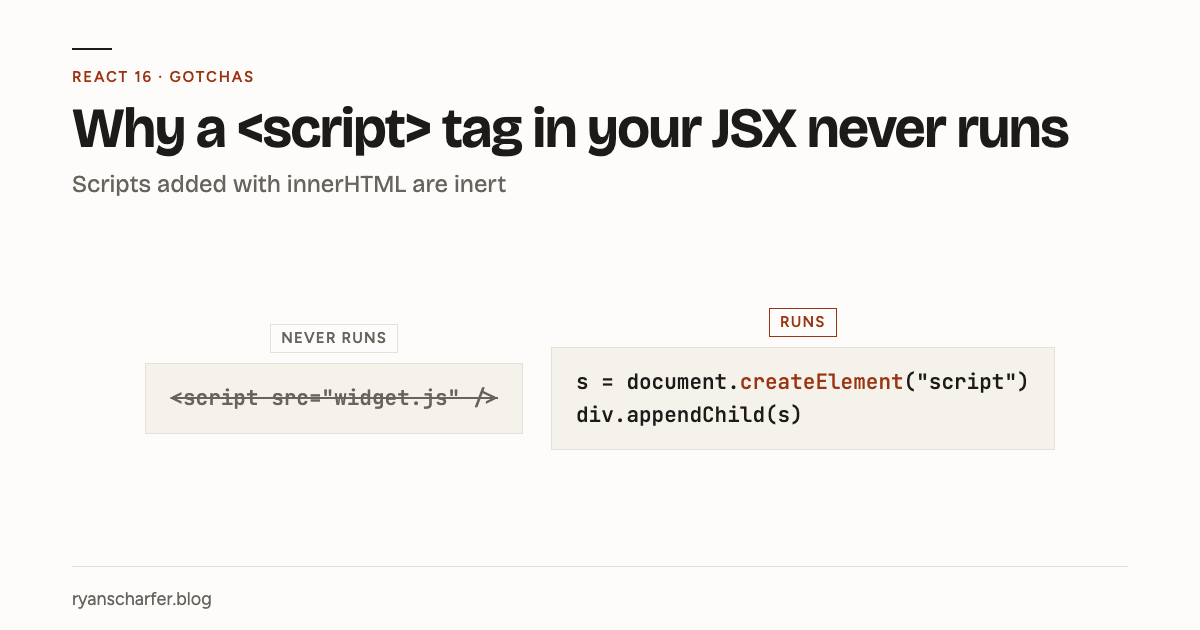 REACT 16 · GOTCHAS
Why a <script> tag in your JSX never runs
Scripts added with innerHTML are inert
NEVER RUNS
<script src="widget.js" />
RUNS
s = document.createElement("script")
div.appendChild(s)
ryanscharfer.blog